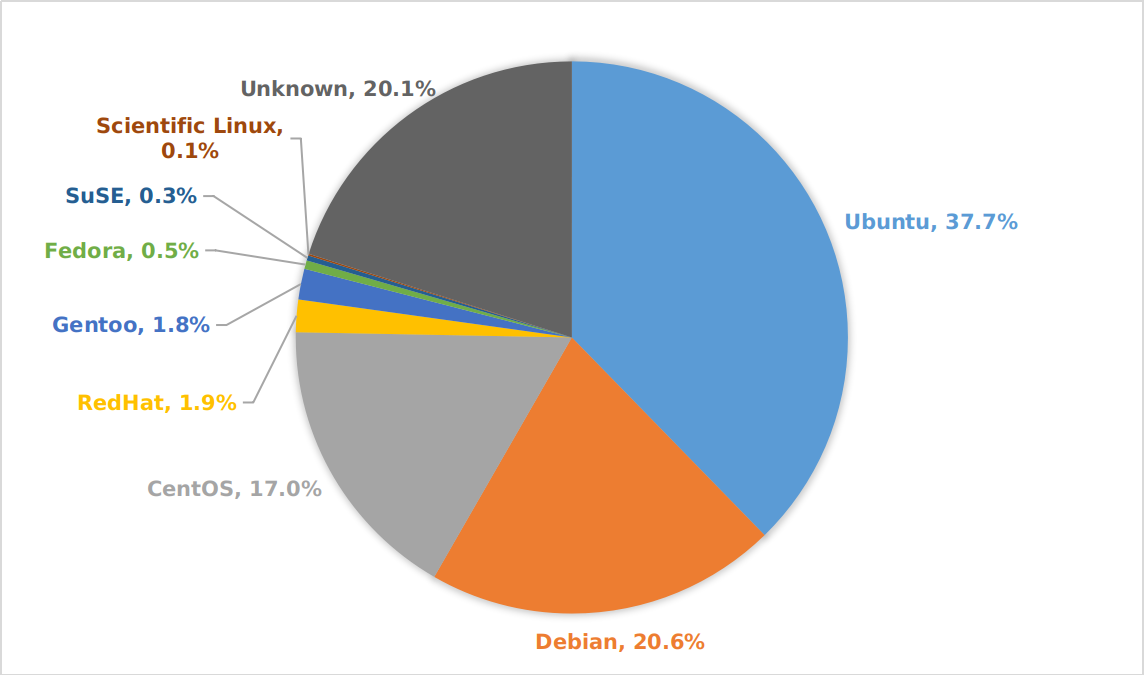 Unknown, 20.1%
Scientific Linux,
0.1%
SuSE, 0.3%
Ubuntu, 37.7%
Fedora, 0.5%
Gentoo, 1.8%
RedHat, 1.9%
CentOS, 17.0%
Debian, 20.6%